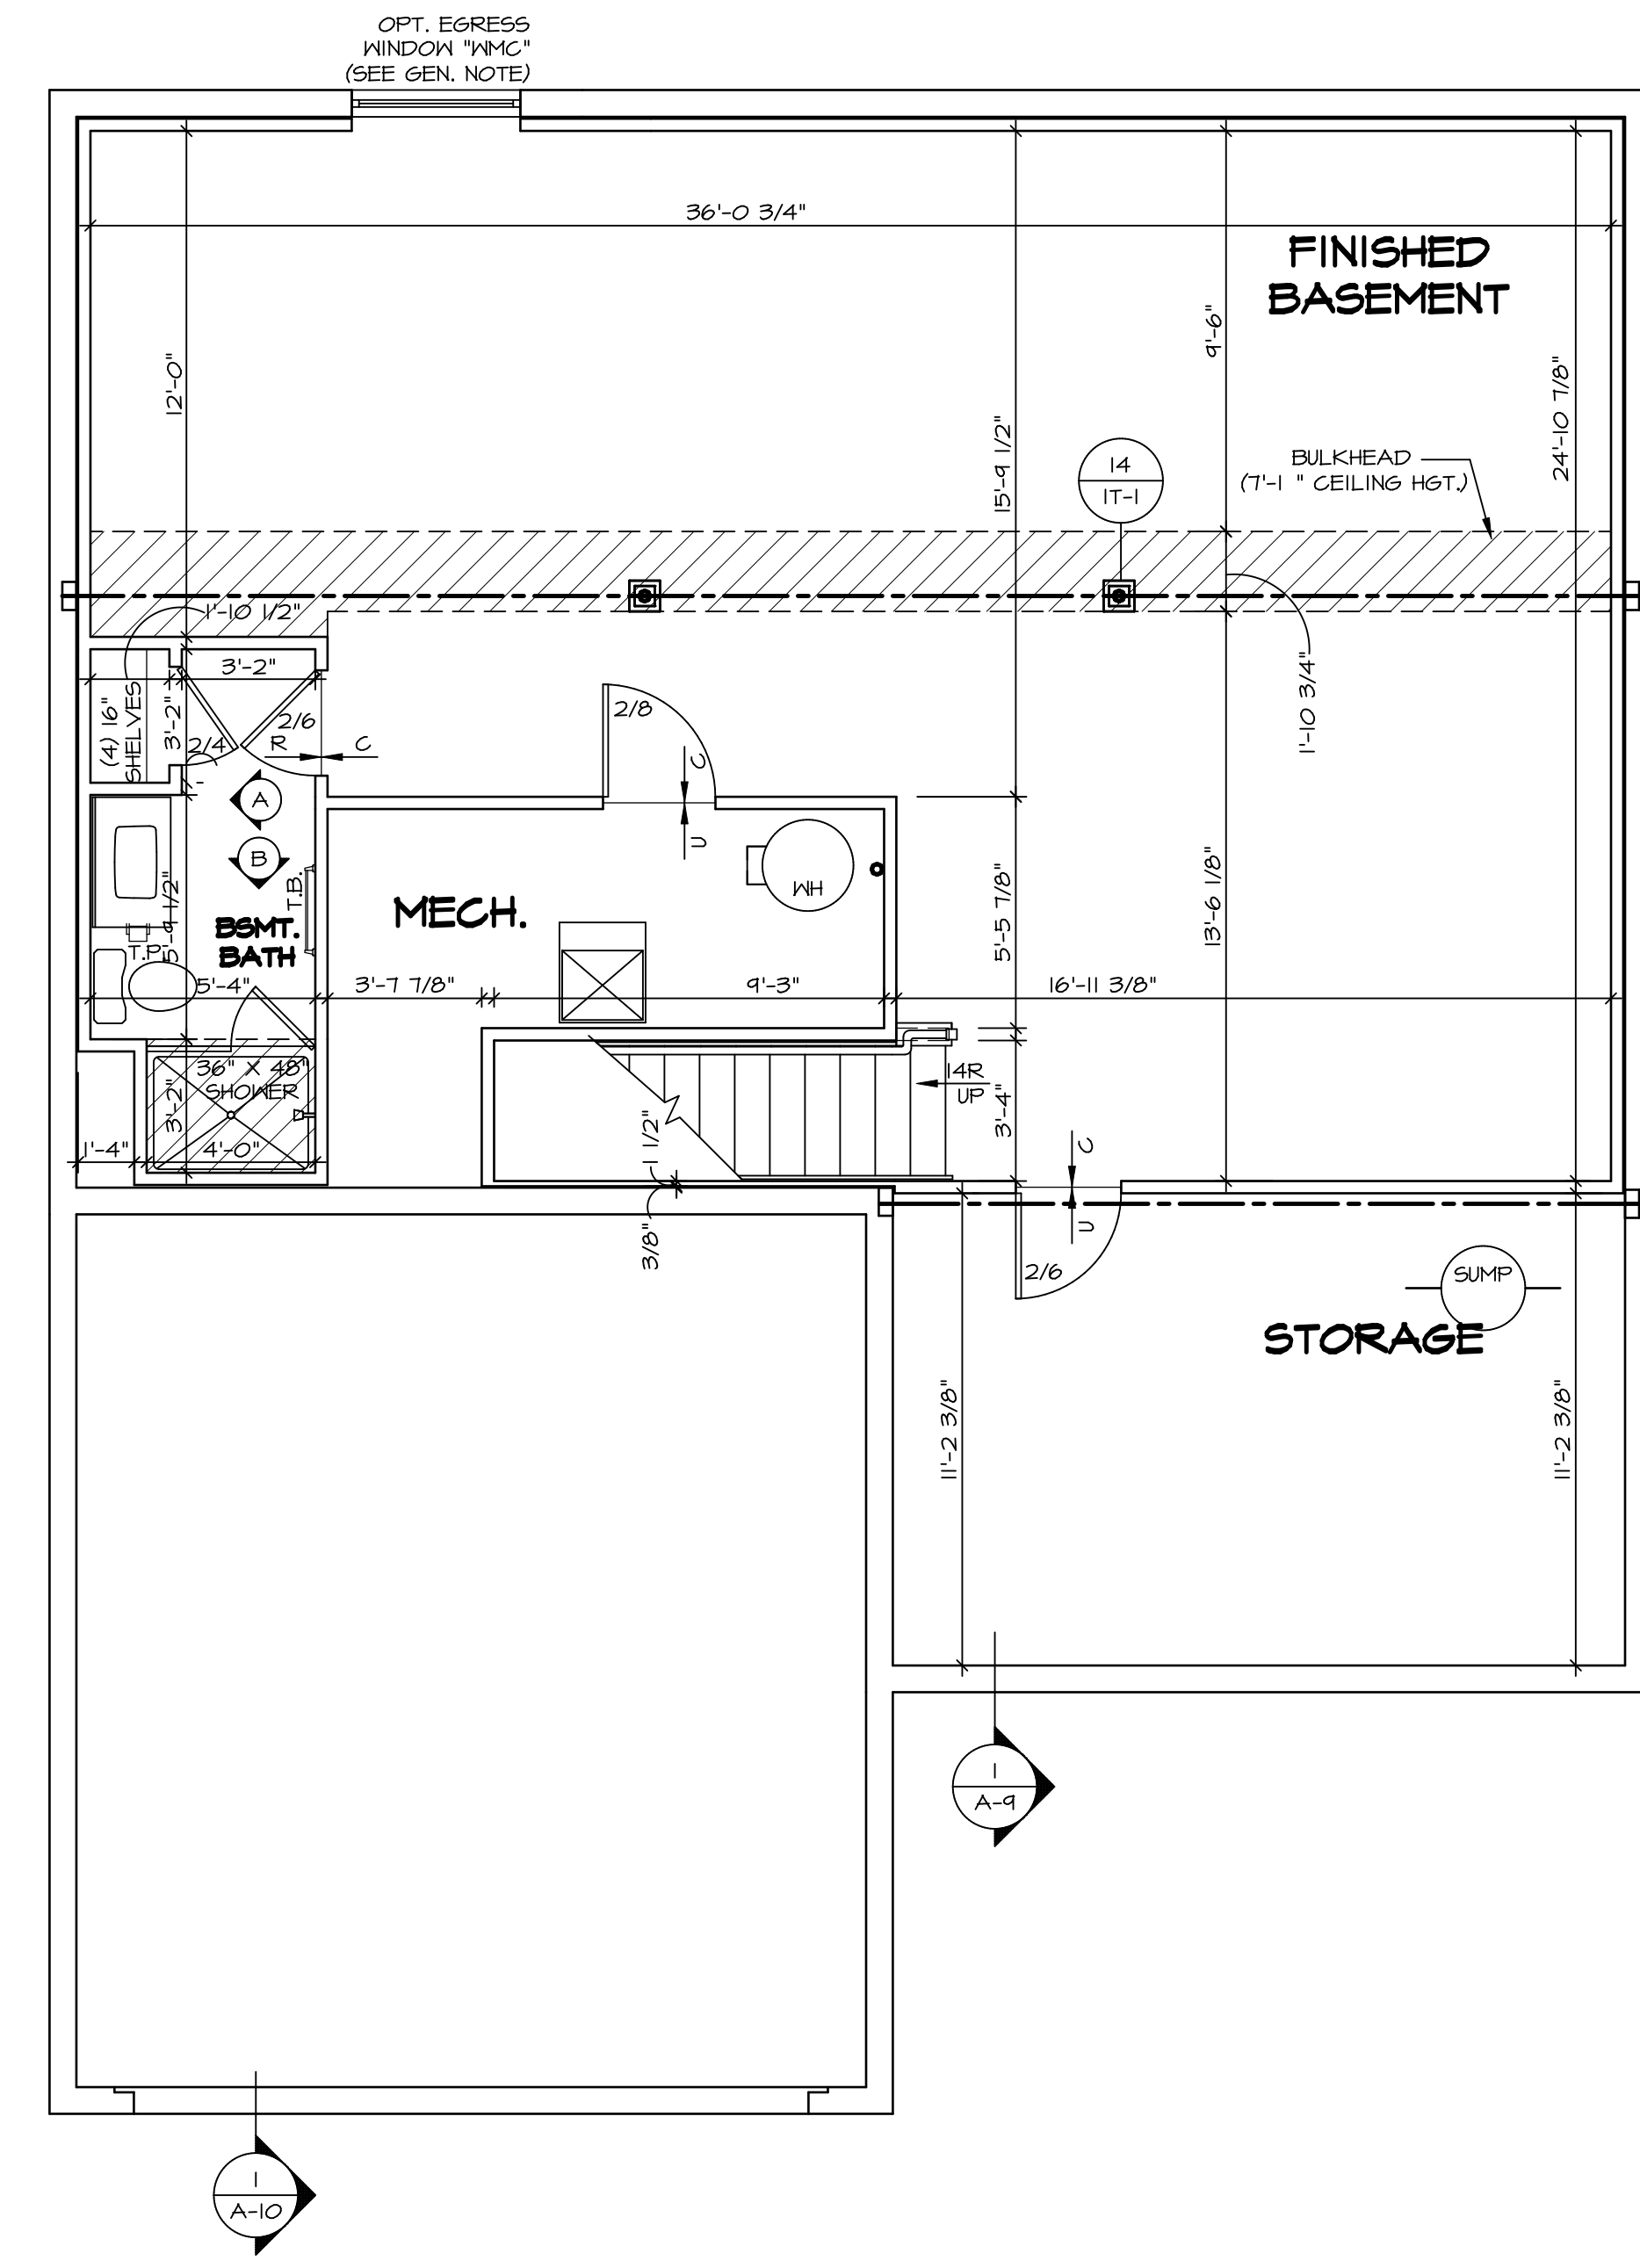 OPT. EGRESS
WINDOW "WMC"
(SEE GEN. NOTE)
36'-0 3/4"
FINISHED
BASEMENT
12'-0"
9'-6"
15'-9 1/2"
24'-10 7/8"
14
1T-1
BULKHEAD
(7'-1 " CEILING HGT.)
1'-10 1/2"
3'-2"
(4) 16"
SHELVES
3'-2"
2/4
2/6
R
C
2/8
C
U
1'-10 3/4"
A
B
T.B.
5'-9 1/2"
BSMT.
BATH
T.P.
MECH.
WH
5'-5 7/8"
13'-6 1/8"
5'-4"
3'-7 7/8"
9'-3"
16'-11 3/8"
36" X 48"
SHOWER
3'-2"
1'-4"
4'-0"
14R
UP
3'-4"
11 1/2"
3/8"
C
U
2/6
SUMP
STORAGE
11'-2 3/8"
11'-2 3/8"
1
A-9
1
A-10